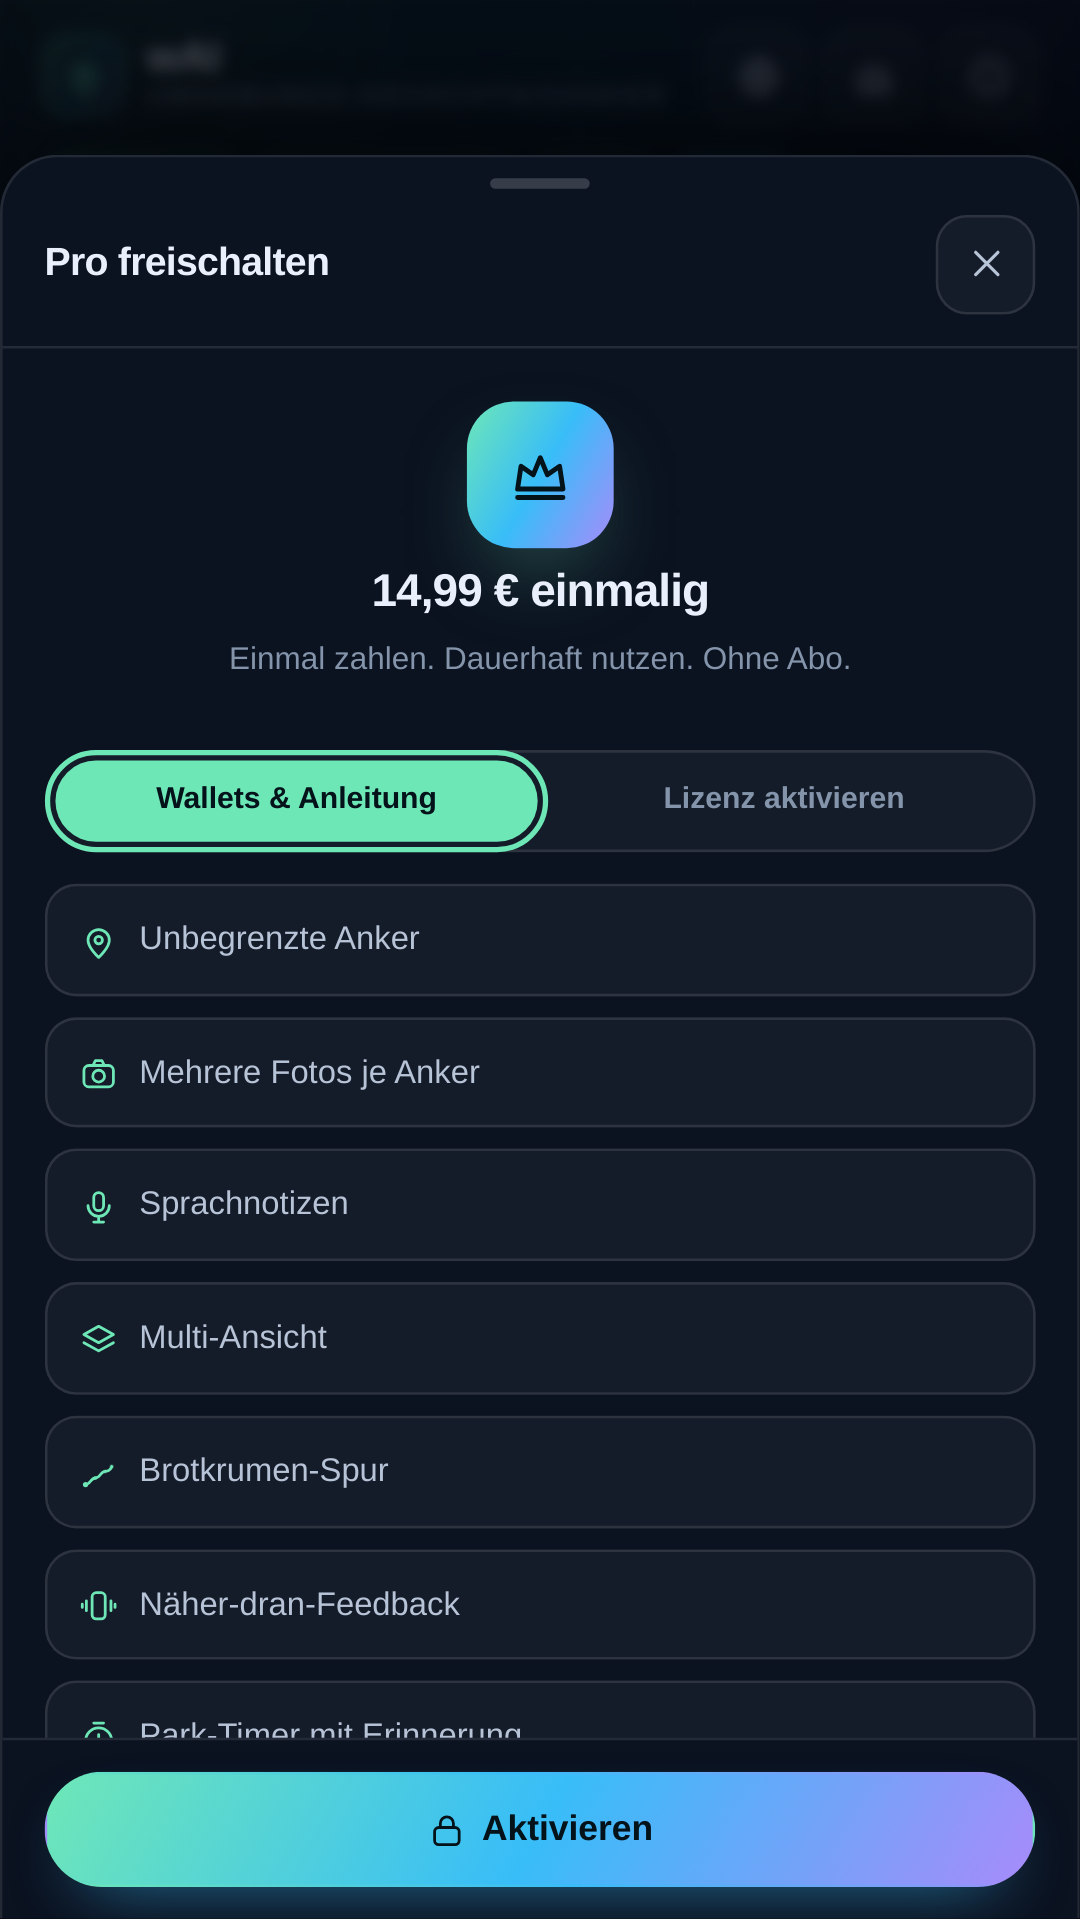 Pro freischalten
14,99 € einmalig
Einmal zahlen. Dauerhaft nutzen. Ohne Abo.
Wallets & Anleitung
Lizenz aktivieren
Unbegrenzte Anker
Mehrere Fotos je Anker
Sprachnotizen
Multi-Ansicht
Brotkrumen-Spur
Näher-dran-Feedback
Park-Timer mit Erinnerung
Aktivieren